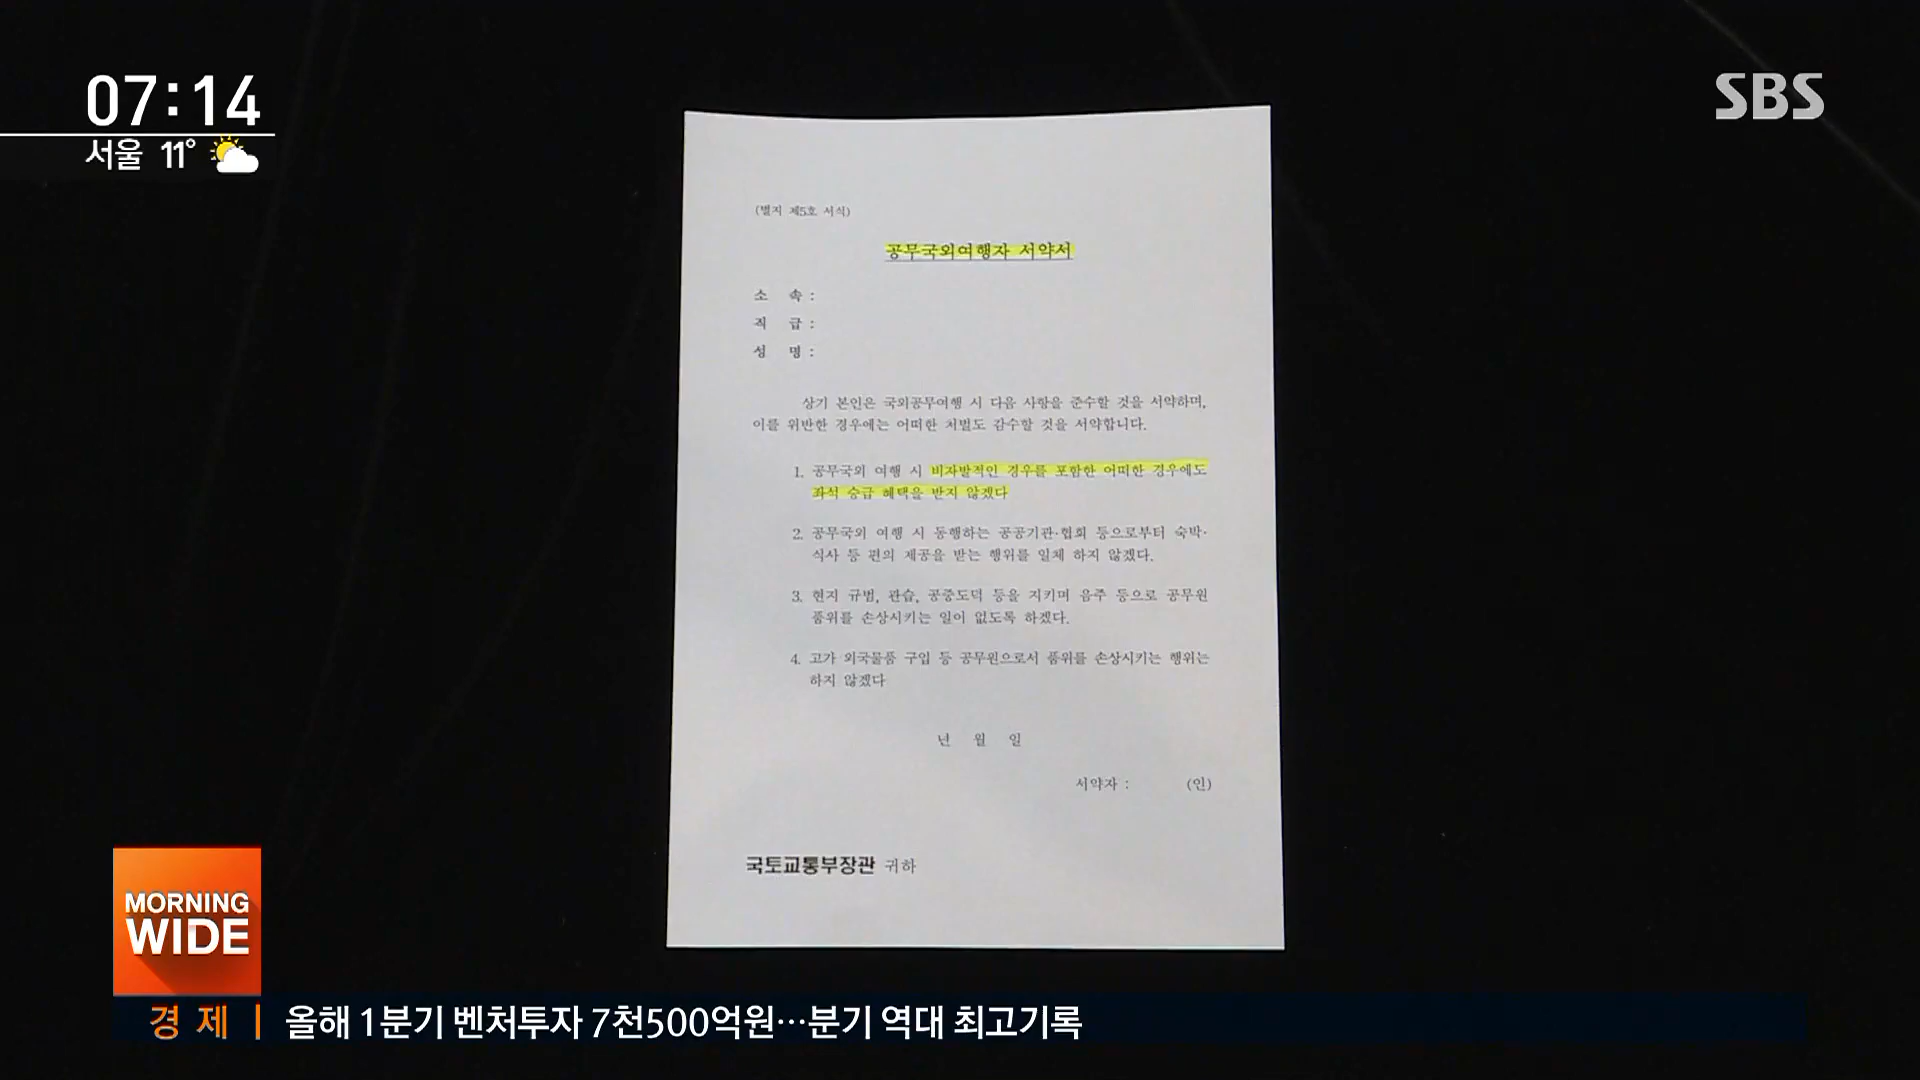 07:14
서울 11°
SBS
(별지 제5호 서식)
공무국외여행자 서약서
소 속 :
직 급 :
성 명 :
상기 본인은 국외공무여행 시 다음 사항을 준수할 것을 서약하며,
이를 위반한 경우에는 어떠한 처벌도 감수할 것을 서약합니다.
1. 공무국외 여행 시 비자발적인 경우를 포함한 어떠한 경우에도
좌석 승급 혜택을 받지 않겠다
2. 공무국외 여행 시 동행하는 공공기관·협회 등으로부터 숙박·
식사 등 편의 제공을 받는 행위를 일체 하지 않겠다.
3. 현지 규범, 관습, 공중도덕 등을 지키며 음주 등으로 공무원
품위를 손상시키는 일이 없도록 하겠다.
4. 고가 외국물품 구입 등 공무원으로서 품위를 손상시키는 행위는
하지 않겠다
년 월 일
서약자 : (인)
국토교통부장관 귀하
MORNING
WIDE
경제 | 올해 1분기 벤처투자 7천500억원…분기 역대 최고기록